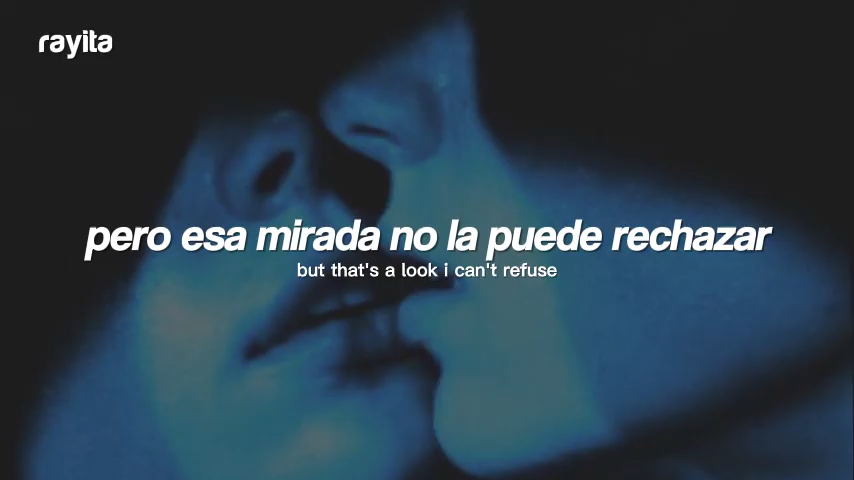 rayita
pero esa mirada no la puede rechazar
but that's a look i can't refuse